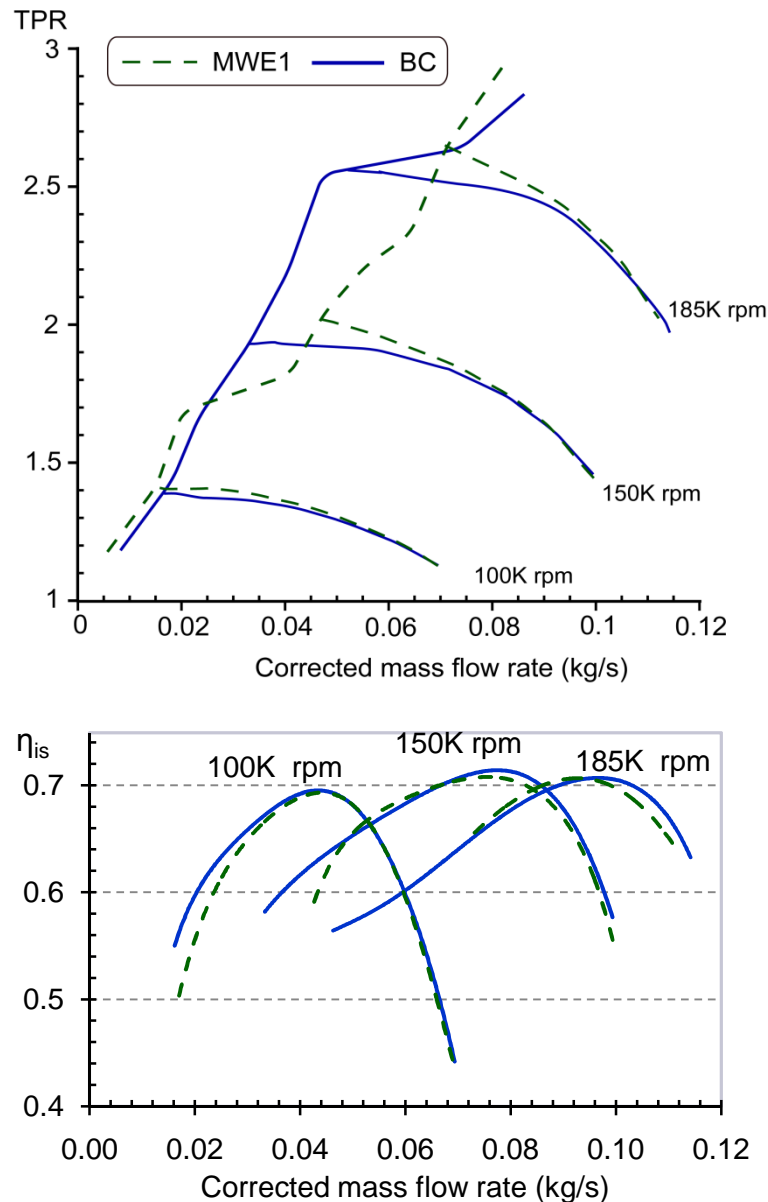 TPR
3
MWE1 BC
2.5
185K rpm
2
150K rpm
1.5
100K rpm
1
0 0.02 0.04 0.06 0.08 0.1 0.12
Corrected mass flow rate (kg/s)
ηis
150K rpm
100K rpm 185K rpm
0.7
0.6
0.5
0.4
0.00 0.02 0.04 0.06 0.08 0.10 0.12
Corrected mass flow rate (kg/s)